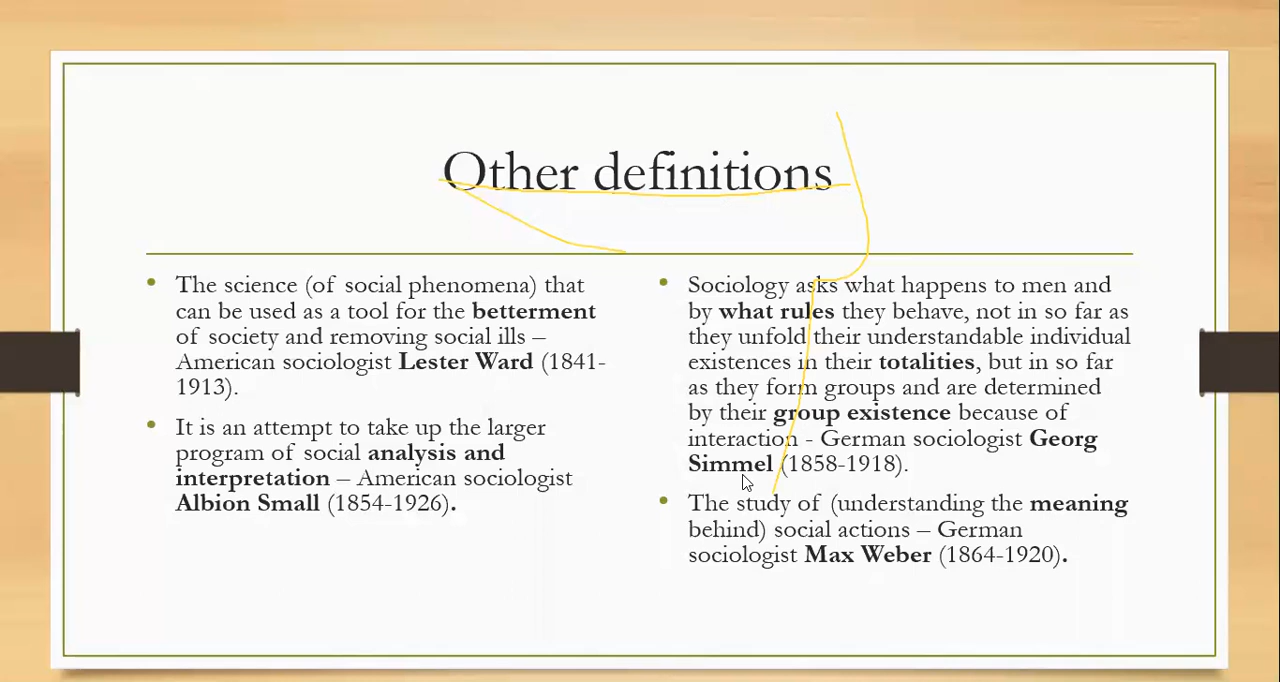 Other definitions
• The science (of social phenomena) that
can be used as a tool for the betterment
of society and removing social ills –
American sociologist Lester Ward (1841-
1913).
• It is an attempt to take up the larger
program of social analysis and
interpretation – American sociologist
Albion Small (1854-1926).
• Sociology asks what happens to men and
by what rules they behave, not in so far as
they unfold their understandable individual
existences in their totalities, but in so far
as they form groups and are determined
by their group existence because of
interaction - German sociologist Georg
Simmel (1858-1918).
• The study of (understanding the meaning
behind) social actions – German
sociologist Max Weber (1864-1920).